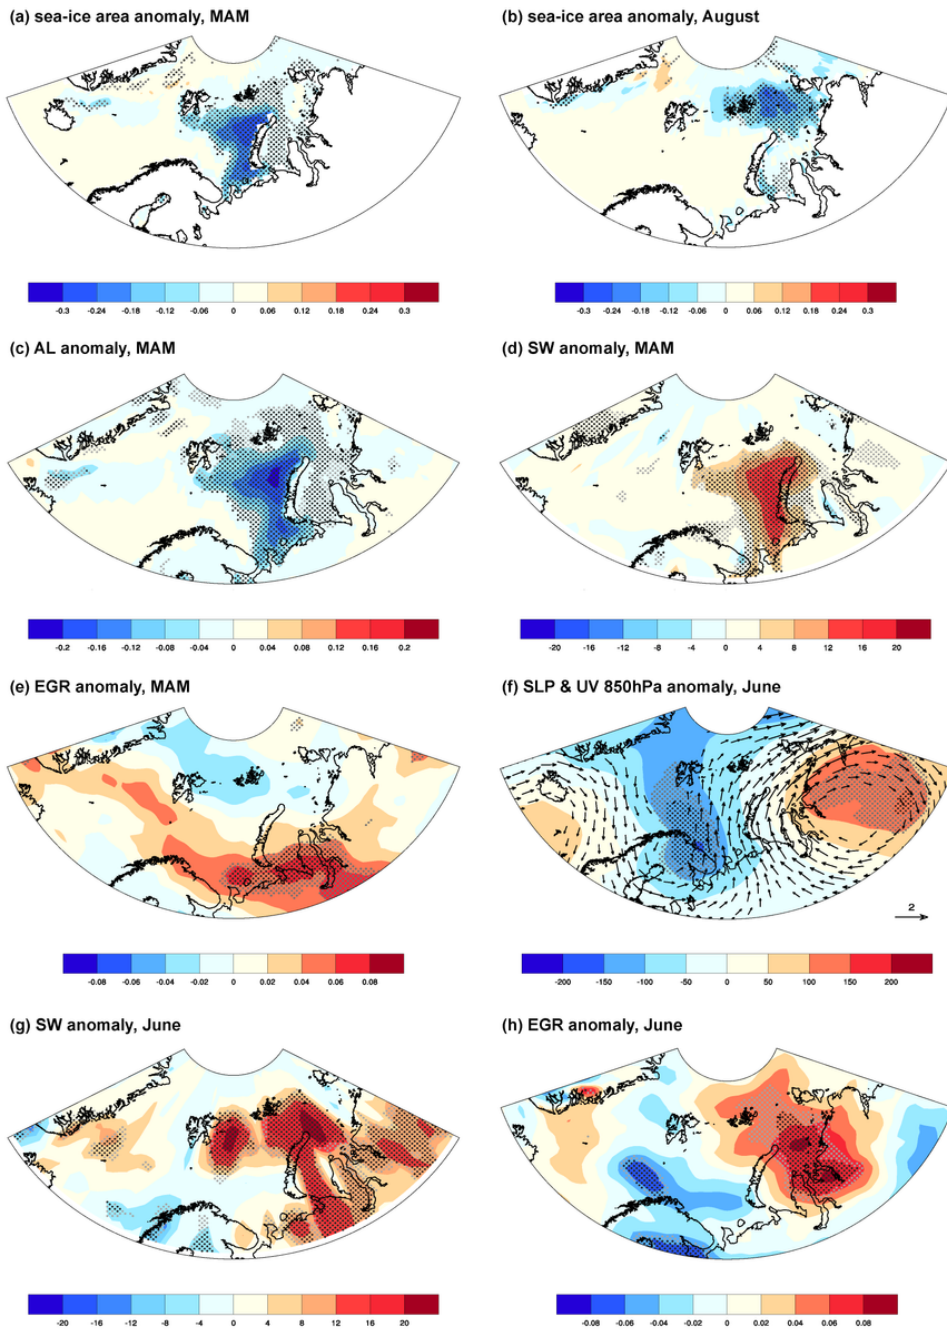 (a) sea-ice area anomaly, MAM
(b) sea-ice area anomaly, August
-0.3 -0.24 -0.18 -0.12 -0.06 0 0.06 0.12 0.18 0.24 0.3
-0.3 -0.24 -0.18 -0.12 -0.06 0 0.06 0.12 0.18 0.24 0.3
(c) AL anomaly, MAM
(d) SW anomaly, MAM
-0.2 -0.16 -0.12 -0.08 -0.04 0 0.04 0.08 0.12 0.16 0.2
-20 -16 -12 -8 -4 0 4 8 12 16 20
(e) EGR anomaly, MAM
(f) SLP & UV 850hPa anomaly, June
2
-0.08 -0.06 -0.04 -0.02 0 0.02 0.04 0.06 0.08
-200 -150 -100 -50 0 50 100 150 200
(g) SW anomaly, June
(h) EGR anomaly, June
-20 -16 -12 -8 -4 0 4 8 12 16 20
-0.08 -0.06 -0.04 -0.02 0 0.02 0.04 0.06 0.08